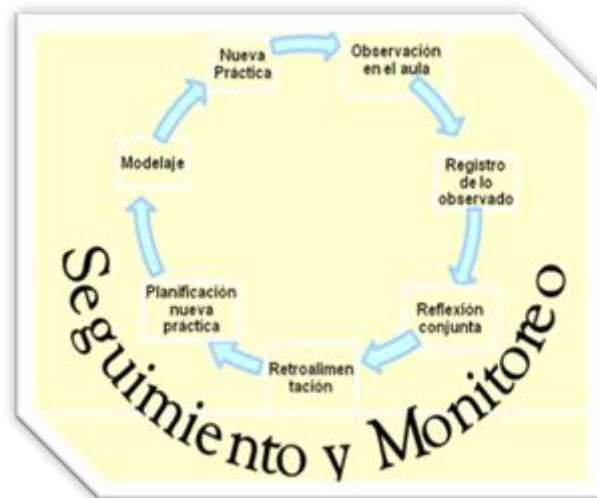 Nueva
Práctica
Observación
en el aula
Registro
de lo
observado
Reflexión
conjunta
Retroalimen
tación
Planificación
nueva
práctica
Modelaje
Seguimiento y Monitoreo